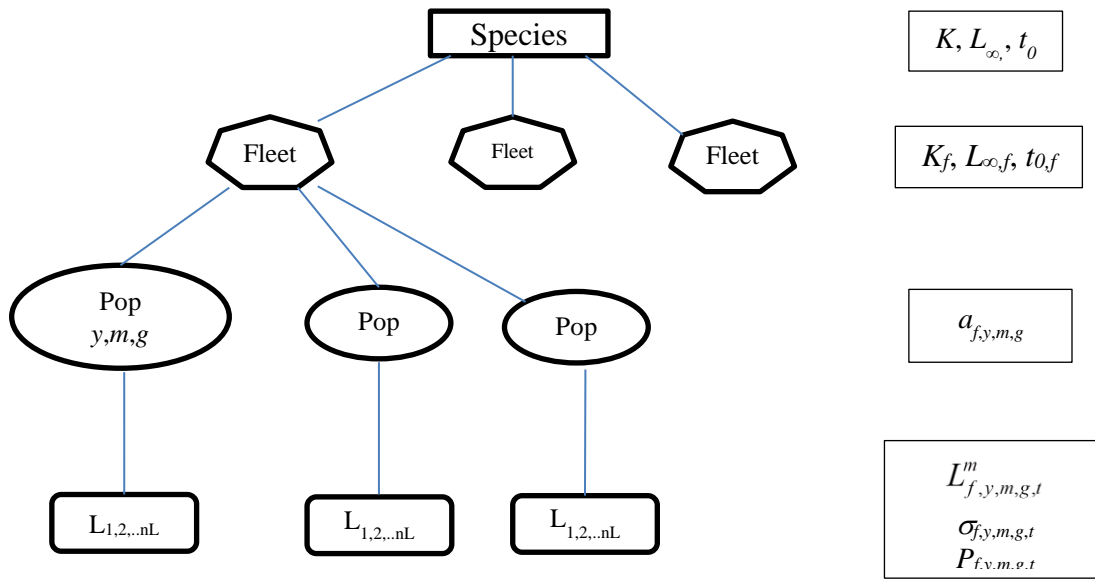 Species
K, L∞, , t0
Fleet
Fleet
Fleet
Kf, L∞,f, t0,f
Pop
y,m,g
Pop
Pop
af,y,m,g
L1,2,..nL
L1,2,..nL
L1,2,..nL
L^m f,y,m,g,t
σf,y,m,g,t
Pf,y,m,g,t